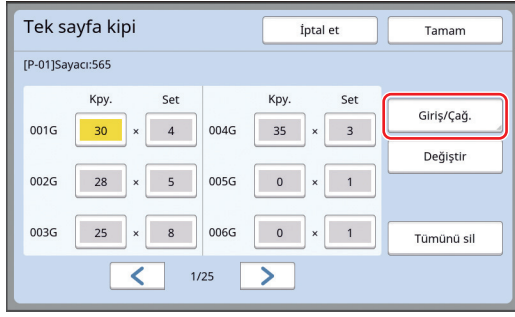 Tek sayfa kipi İptal et Tamam
[P-01]Sayacı:565
Kpy. Set Kpy. Set
001G 30 × 4 004G 35 × 3 Giriş/Çağ.
002G 28 × 5 005G 0 × 1 Değiştir
003G 25 × 8 006G 0 × 1 Tümünü sil
< 1/25 >